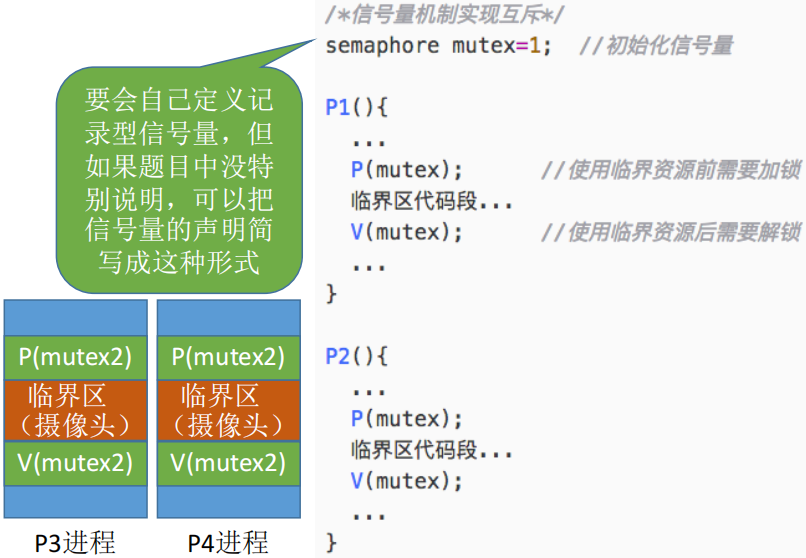 /*信号量机制实现互斥*/
semaphore mutex=1;  //初始化信号量
P1(){
...
P(mutex);  //使用临界资源前需要加锁
临界区代码段...
V(mutex);  //使用临界资源后需要解锁
...
}
P2(){
...
P(mutex);
临界区代码段...
V(mutex);
...
}
要会自己定义记
录型信号量，但
如果题目中没特
别说明，可以把
信号量的声明简
写成这种形式
P(mutex2)
临界区
（摄像头）
V(mutex2)
P3进程
P(mutex2)
临界区
（摄像头）
V(mutex2)
P4进程